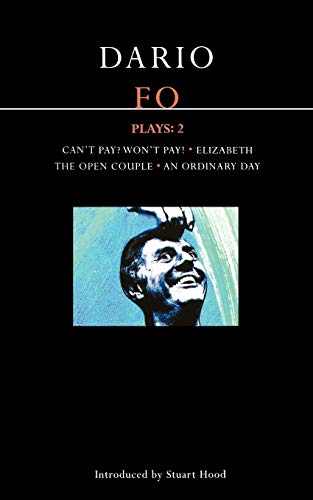 DARIO
FO
PLAYS: 2
CAN'T PAY? WON'T PAY! • ELIZABETH
THE OPEN COUPLE • AN ORDINARY DAY
Introduced by Stuart Hood